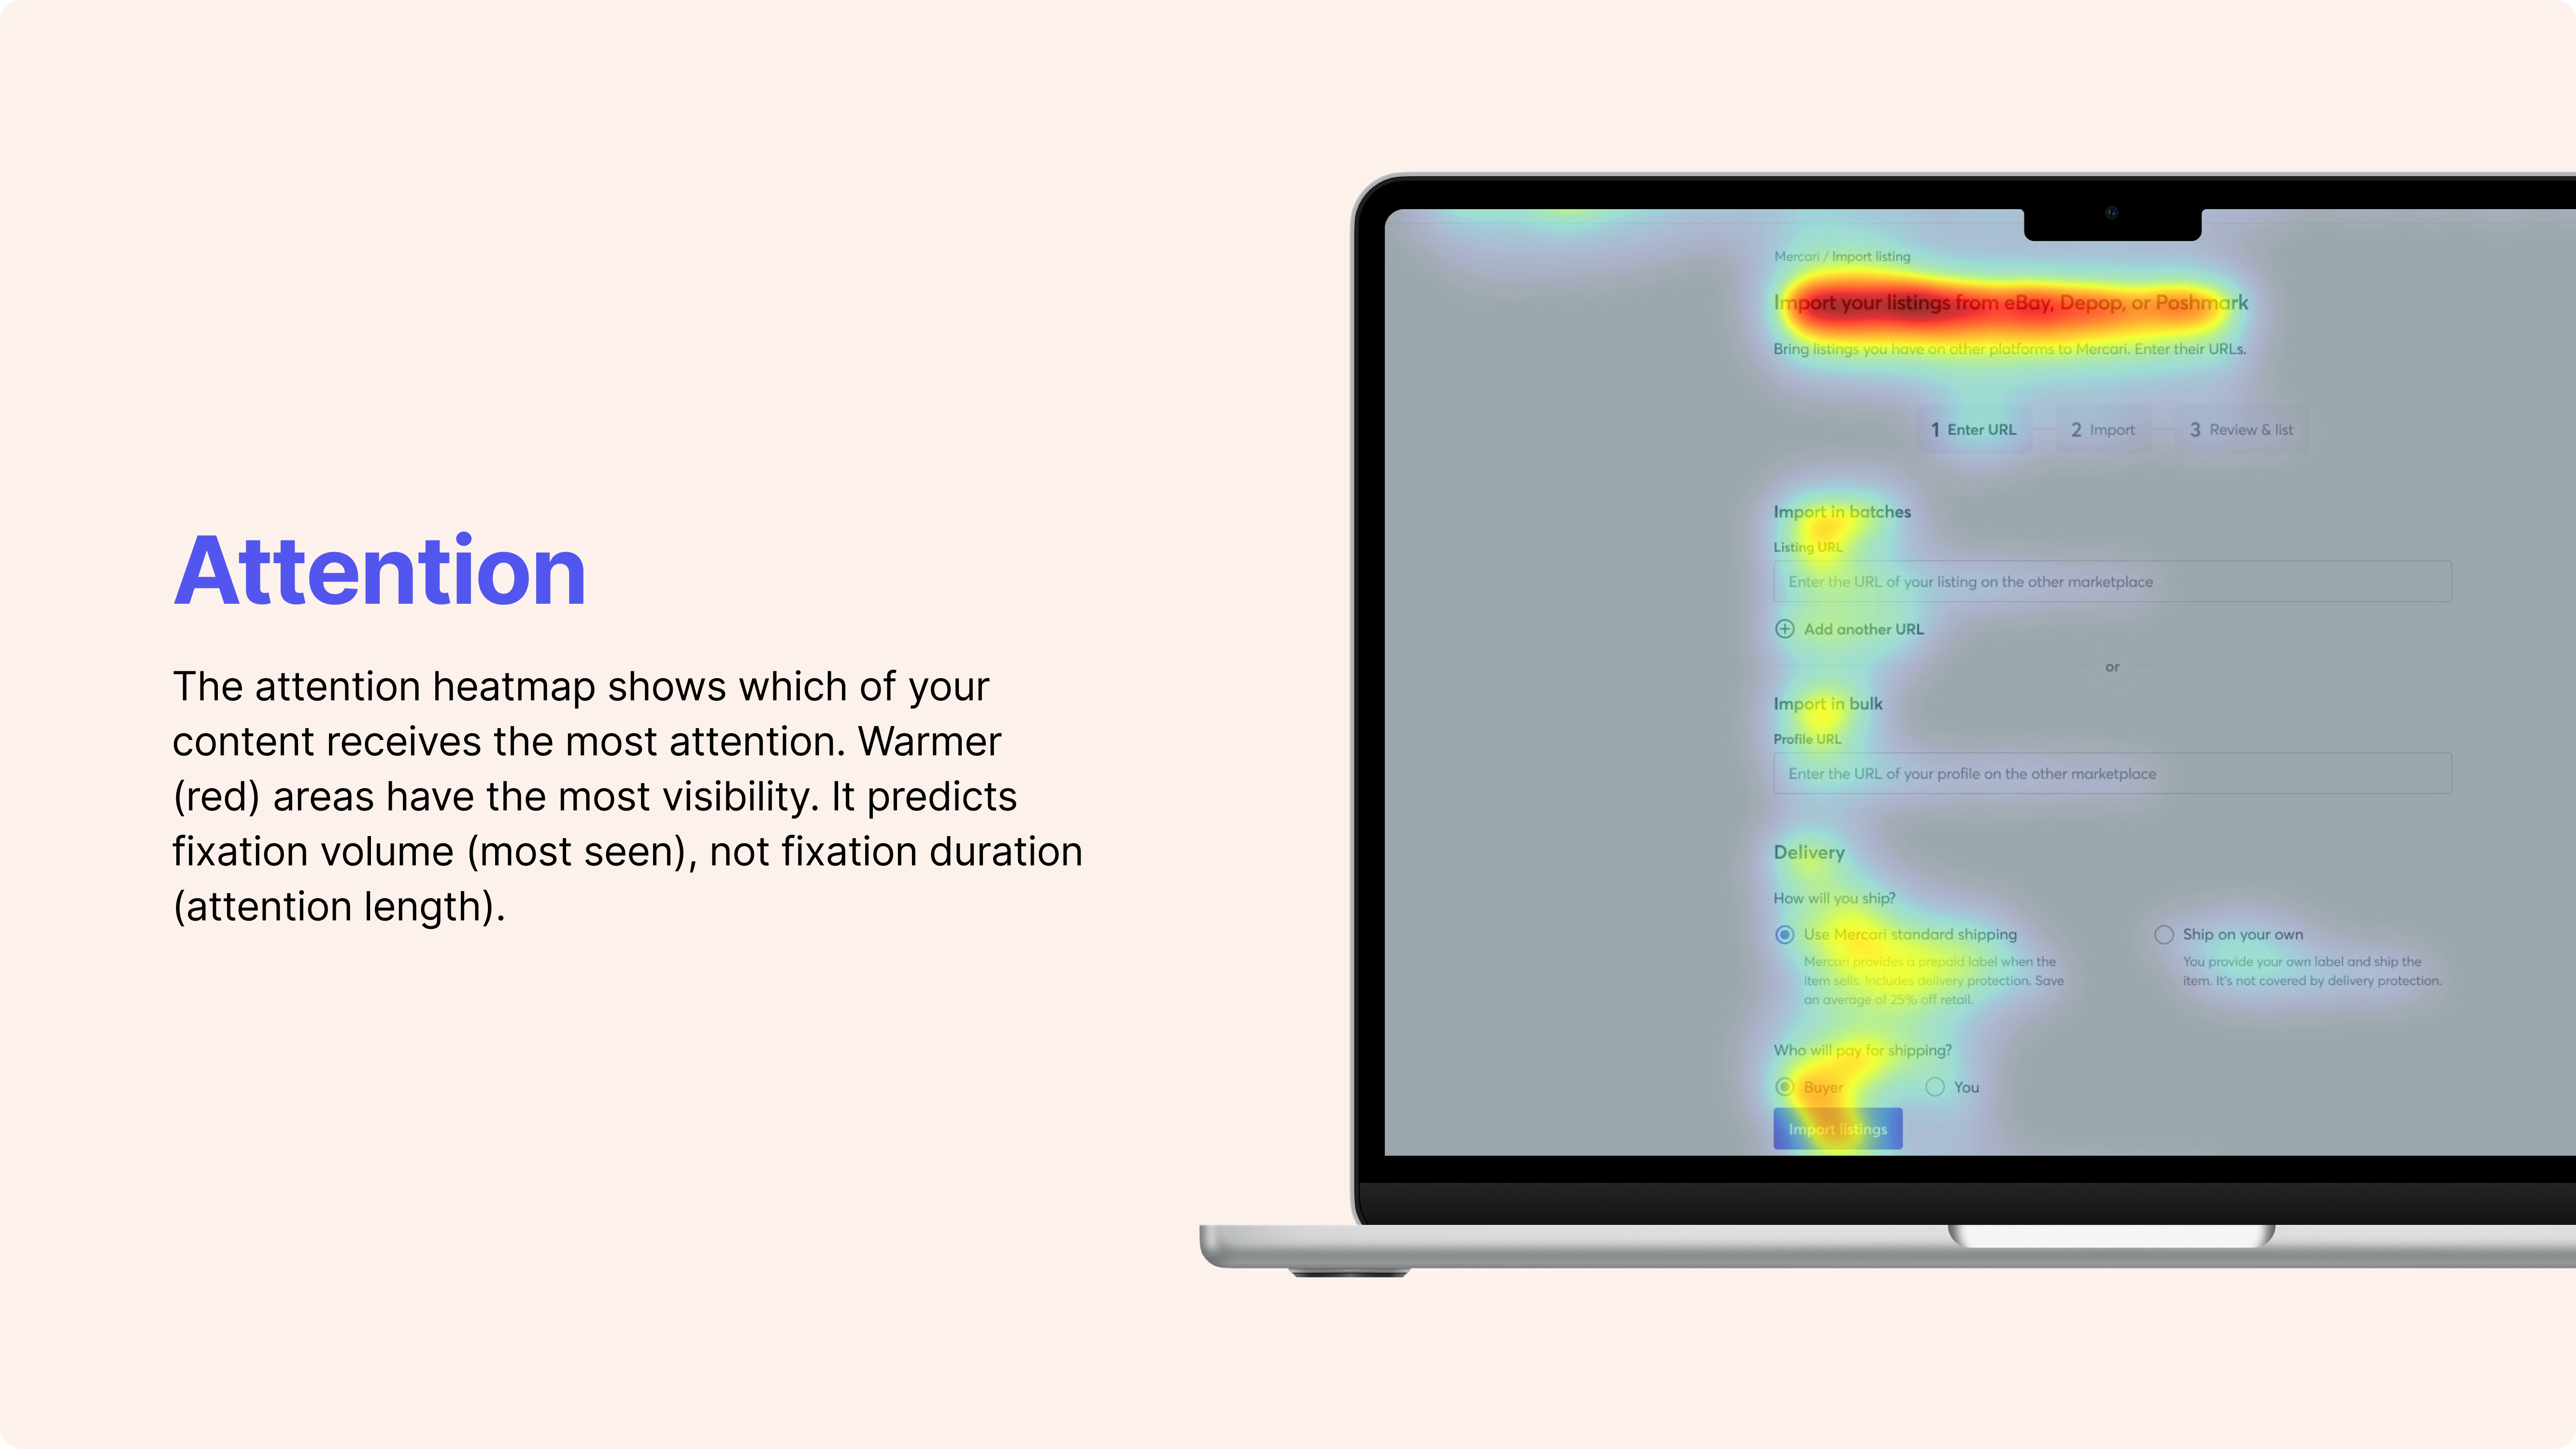 Attention
The attention heatmap shows which of your
content receives the most attention. Warmer
(red) areas have the most visibility. It predicts
fixation volume (most seen), not fixation duration
(attention length).
Mercari / Import listing
Import your listings from eBay, Depop, or Poshmark
Bring listings you have on other platforms to Mercari. Enter their URLs.
1 Enter URL 2 Import 3 Review & list
Import in batches
Listing URL
Enter the URL of your listing on the other marketplace
Add another URL
or
Import in bulk
Profile URL
Enter the URL of your profile on the other marketplace
Delivery
How will you ship?
Use Mercari standard shipping
Mercari provides a prepaid label when the
item sells. Includes delivery protection. Save
an average of 25% off retail.
Ship on your own
You provide your own label and ship the
item. It's not covered by delivery protection.
Who will pay for shipping?
Buyer You
Import listings